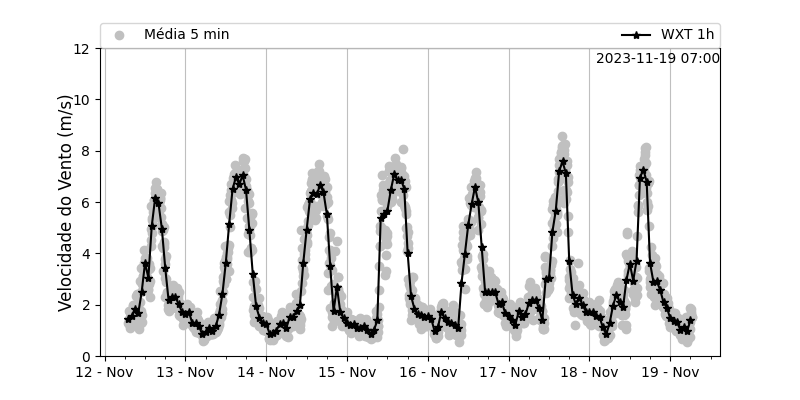 Média 5 min
WXT 1h
2023-11-19 07:00
Velocidade do Vento (m/s)
12
10
8
6
4
2
0
12 - Nov
13 - Nov
14 - Nov
15 - Nov
16 - Nov
17 - Nov
18 - Nov
19 - Nov